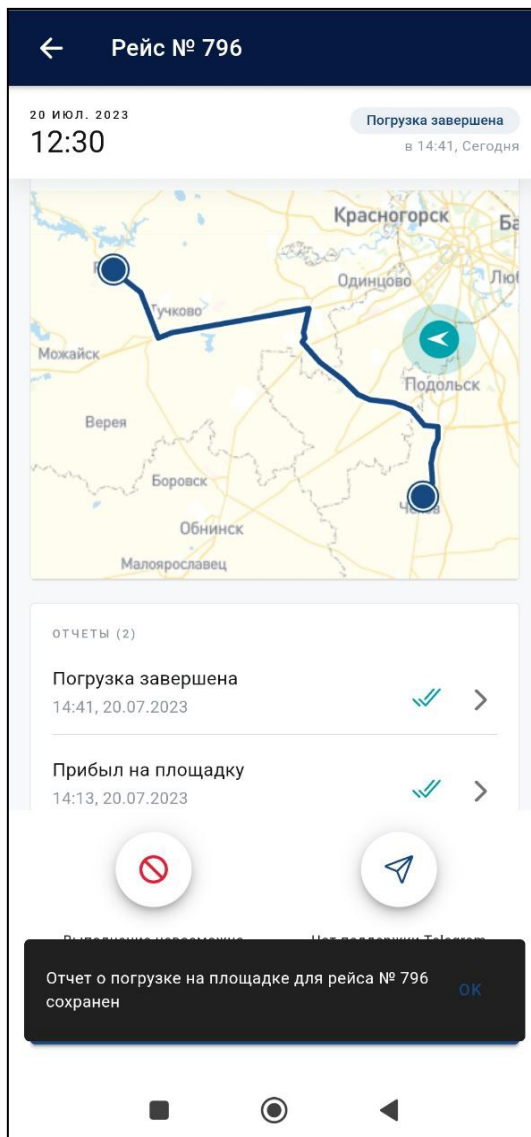 Рейс № 796
20 ИЮЛ. 2023
12:30
Погрузка завершена
в 14:41, Сегодня
Красногорск
Одинцово
Тучково
Можайск
Подольск
Верея
Боровск
Обнинск
Малоярославец
ОТЧЕТЫ (2)
Погрузка завершена
14:41, 20.07.2023
Прибыл на площадку
14:13, 20.07.2023
Отчет о погрузке на площадке для рейса № 796
сохранен
ОК